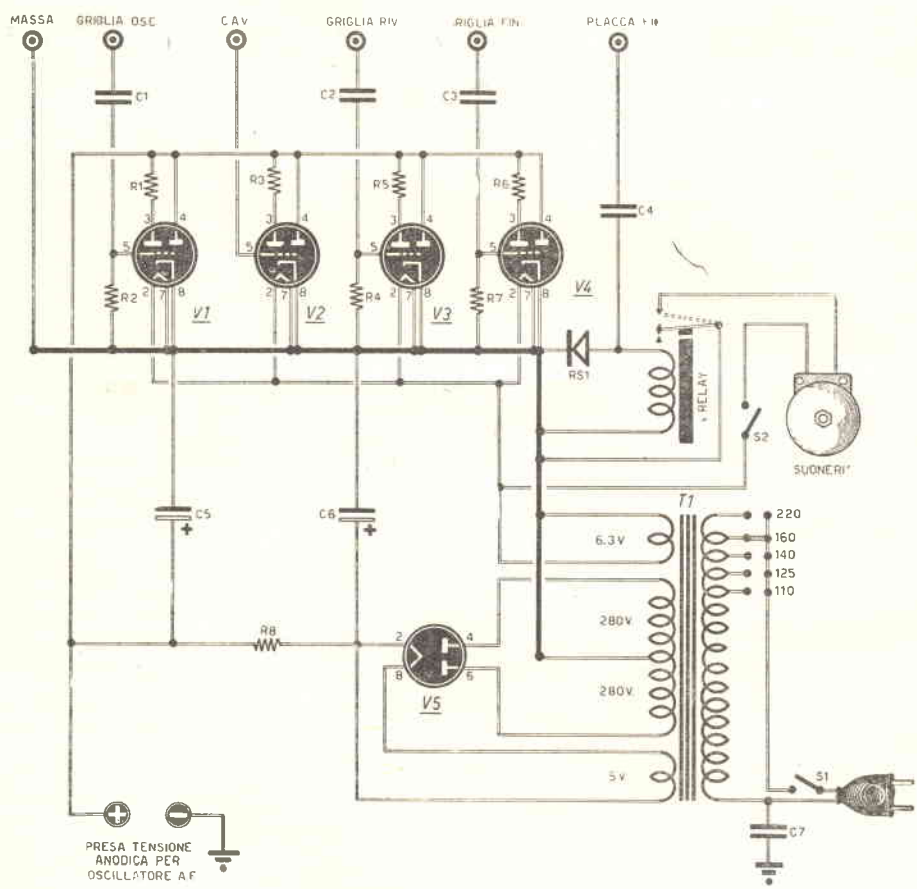 MASSA
GRIGLIA OSC
C A V
GRIGLIA RIV
RIGLIA FIN
PLACCA
C1
C2
C3
R1
R3
R5
R6
C4
3 4
3 4
3 4
3 4
5
5
5
5
R2
R4
R7
2 7 8
2 7 8
2 7 8
2 7 8
V1
V2
V3
V4
RS1
RELAY
S2
SUONERI
C5
+
C6
+
T1
6.3 V
220
160
140
125
110
280V.
280V.
R8
2
4
8
6
V5
5 V.
S1
C7
+
−
PRESA TENSIONE
ANODICA PER
OSCILLATORE A F